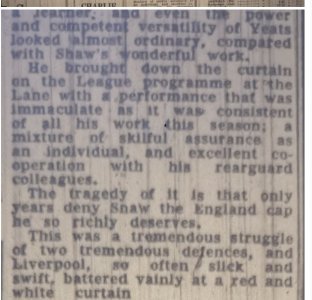 CHARLIE
a learner, and even the power
and competent versatility of Yeats
looked almost ordinary, compared
with Shaw's wonderful work.
He brought down the curtain
on the League programme at the
Lane with a performance that was
immaculate as it was consistent
of all his work this season; a
mixture of skilful assurance as
an individual, and excellent co-
operation with his rearguard
colleagues.
The tragedy of it is that only
years deny Shaw the England cap
he so richly deserves.
This was a tremendous struggle
of two tremendous defences, and
Liverpool, so often slick and
swift, battered vainly at a red and
white curtain